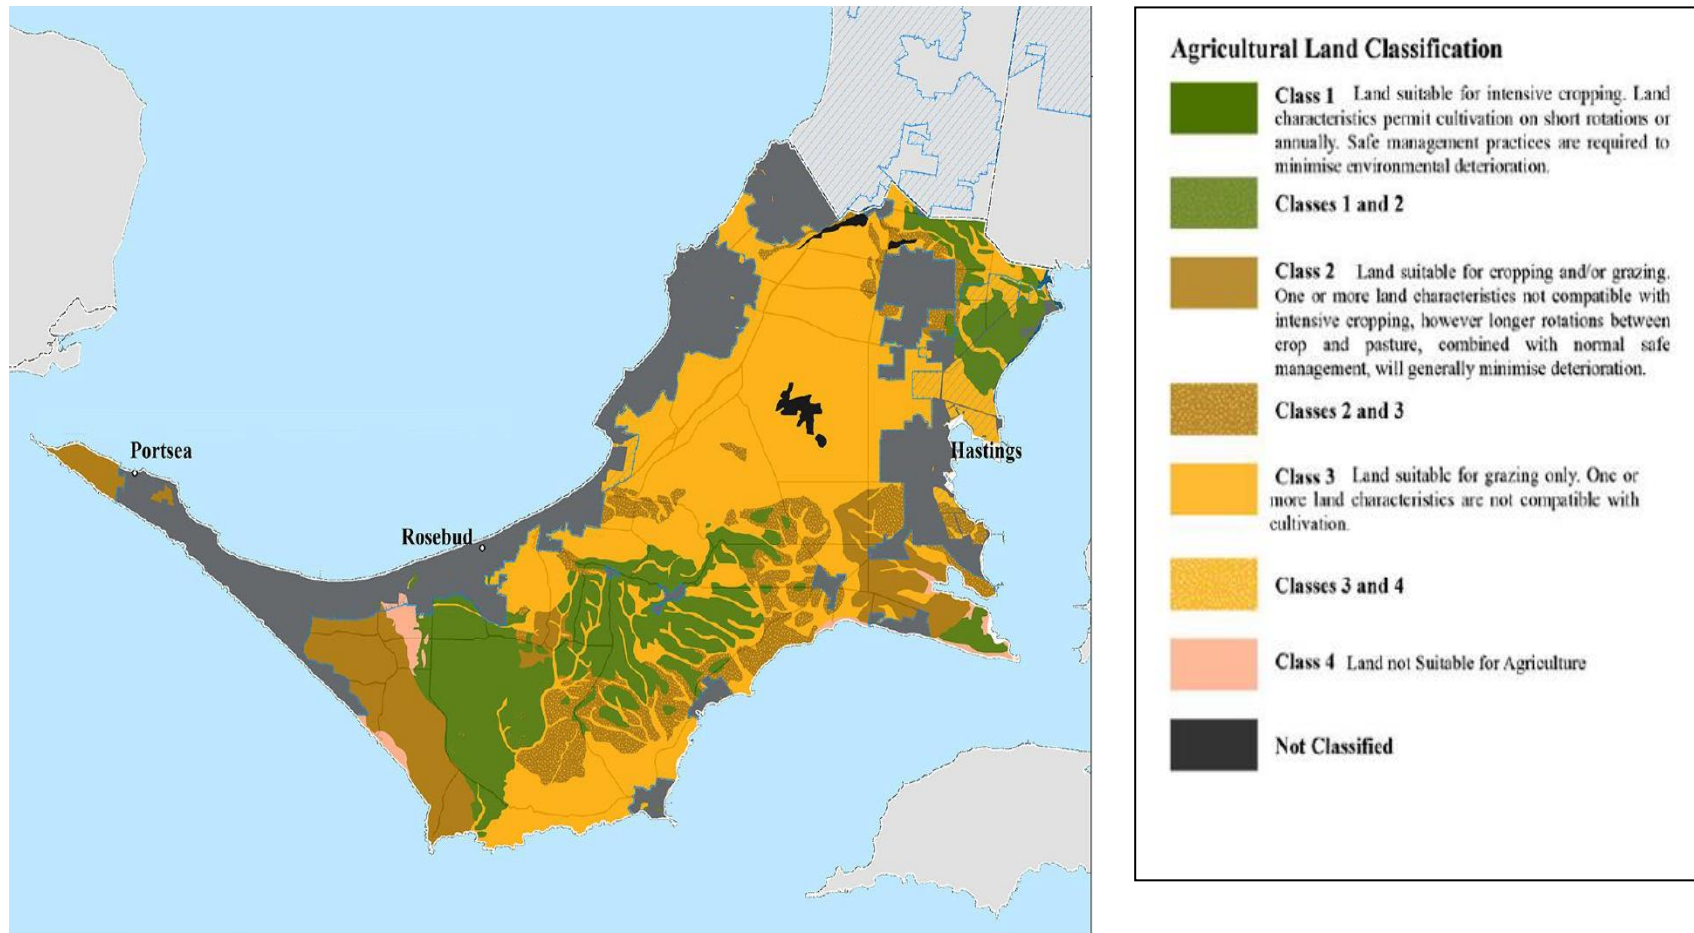 Portsea
Rosebud
Hastings
Agricultural Land Classification
Class 1 Land suitable for intensive cropping. Land
characteristics permit cultivation on short rotations or
annually. Safe management practices are required to
minimise environmental deterioration.
Classes 1 and 2
Class 2 Land suitable for cropping and/or grazing.
One or more land characteristics not compatible with
intensive cropping, however longer rotations between
crop and pasture, combined with normal safe
management, will generally minimise deterioration.
Classes 2 and 3
Class 3 Land suitable for grazing only. One or
more land characteristics are not compatible with
cultivation.
Classes 3 and 4
Class 4 Land not Suitable for Agriculture
Not Classified